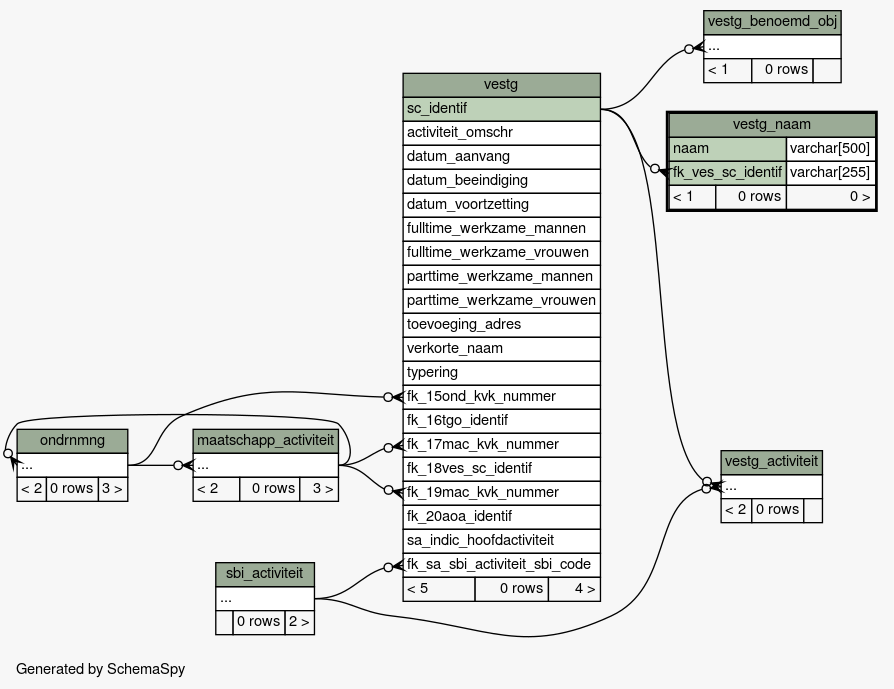 vestg_benoemd_obj
...
< 1 0 rows
vestg
sc_identif
activiteit_omschr
datum_aanvang
datum_beeindiging
datum_voortzetting
fulltime_werkzame_mannen
fulltime_werkzame_vrouwen
parttime_werkzame_mannen
parttime_werkzame_vrouwen
toevoeging_adres
verkorte_naam
typering
fk_15ond_kvk_nummer
fk_16tgo_identif
fk_17mac_kvk_nummer
fk_18ves_sc_identif
fk_19mac_kvk_nummer
fk_20aoa_identif
sa_indic_hoofdactiviteit
fk_sa_sbi_activiteit_sbi_code
< 5 0 rows 4 >
vestg_naam
naam varchar[500]
fk_ves_sc_identif varchar[255]
< 1 0 rows 0 >
ondrnmng
...
< 2 0 rows 3 >
maatschapp_activiteit
...
< 2 0 rows 3 >
vestg_activiteit
...
< 2 0 rows
sbi_activiteit
...
0 rows 2 >
Generated by SchemaSpy